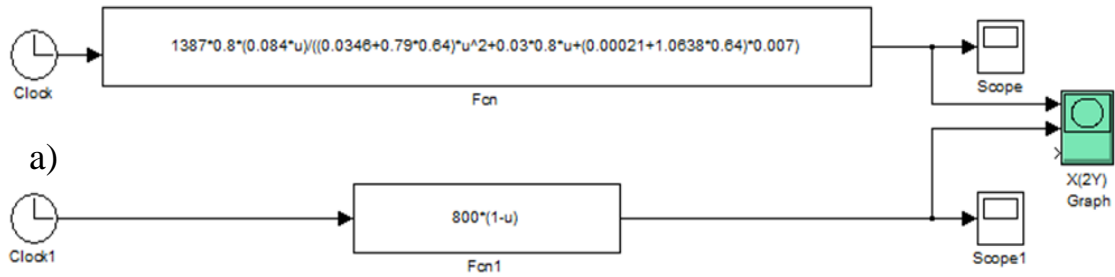 1387*0.8*(0.084*u)/((0.0346+0.79*0.64)*u^2+0.03*0.8*u+(0.00021+1.0638*0.64)*0.007)
Clock
Fcn
Scope
a)
X(2Y)
Graph
800*(1-u)
Clock1
Fcn1
Scope1